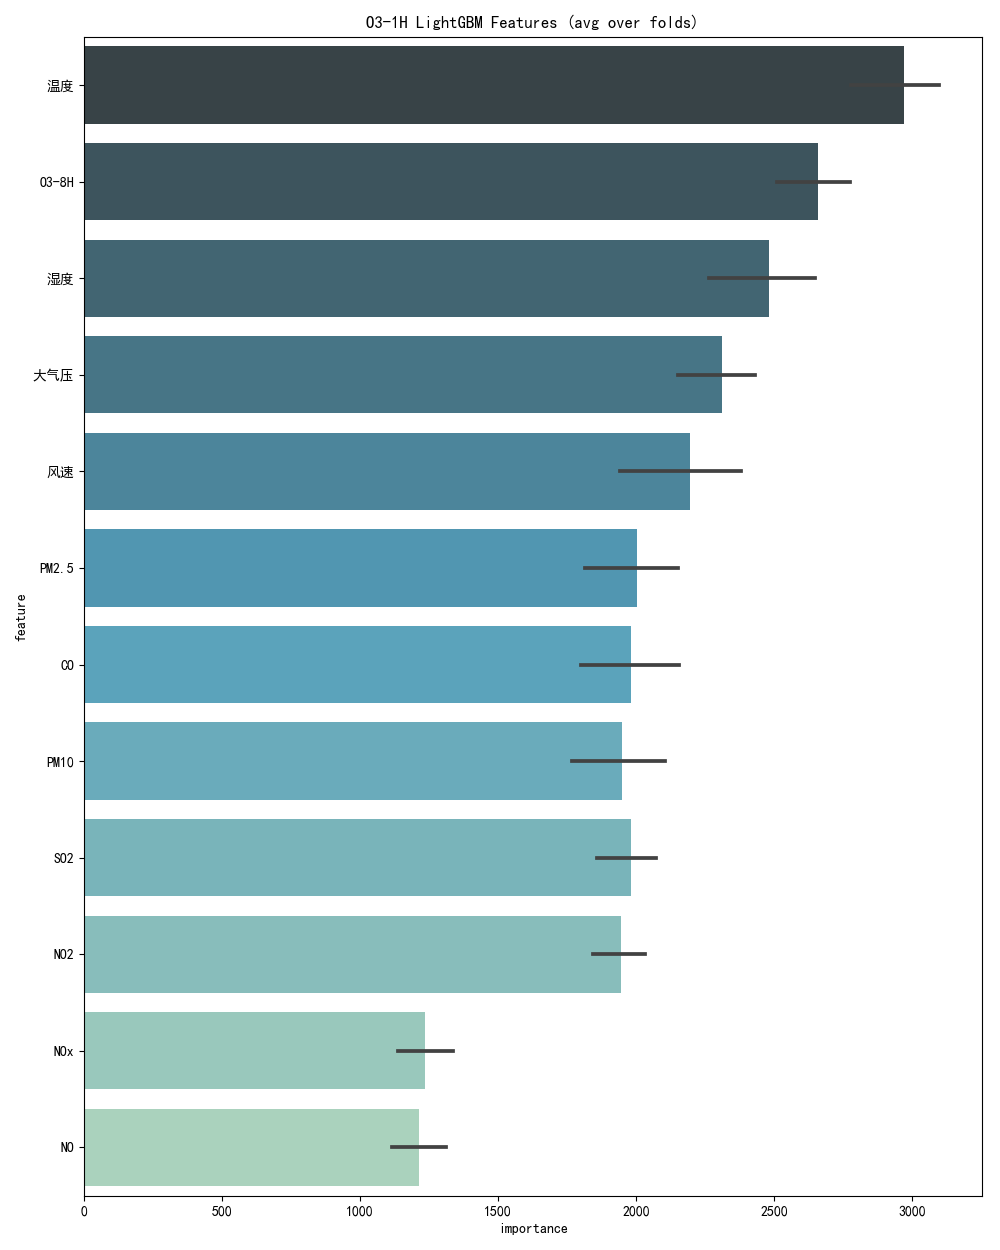 O3-1H LightGBM Features (avg over folds)
温度
O3-8H
湿度
大气压
风速
PM2.5
CO
PM10
SO2
NO2
NOx
NO
feature
0 500 1000 1500 2000 2500 3000
importance